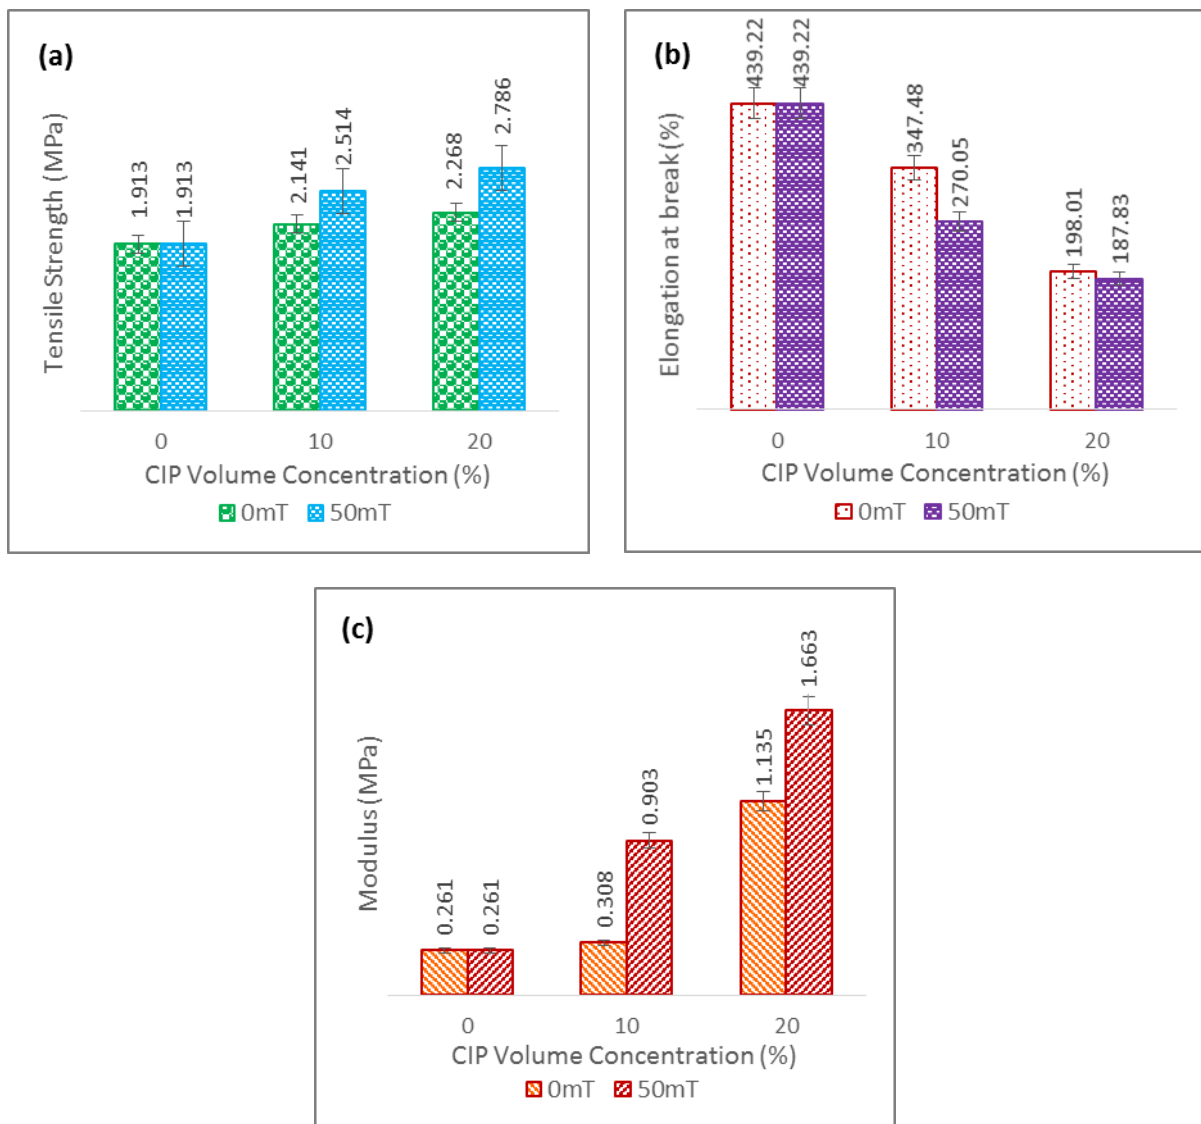 (a)
Tensile Strength (MPa)
1.913
1.913
2.141
2.514
2.268
2.786
0
10
20
CIP Volume Concentration (%)
0mT
50mT
(b)
Elongation at break (%)
439.22
439.22
347.48
270.05
198.01
187.83
0
10
20
CIP Volume Concentration (%)
0mT
50mT
(c)
Modulus (MPa)
0.261
0.261
0.308
0.903
1.135
1.663
0
10
20
CIP Volume Concentration (%)
0mT
50mT